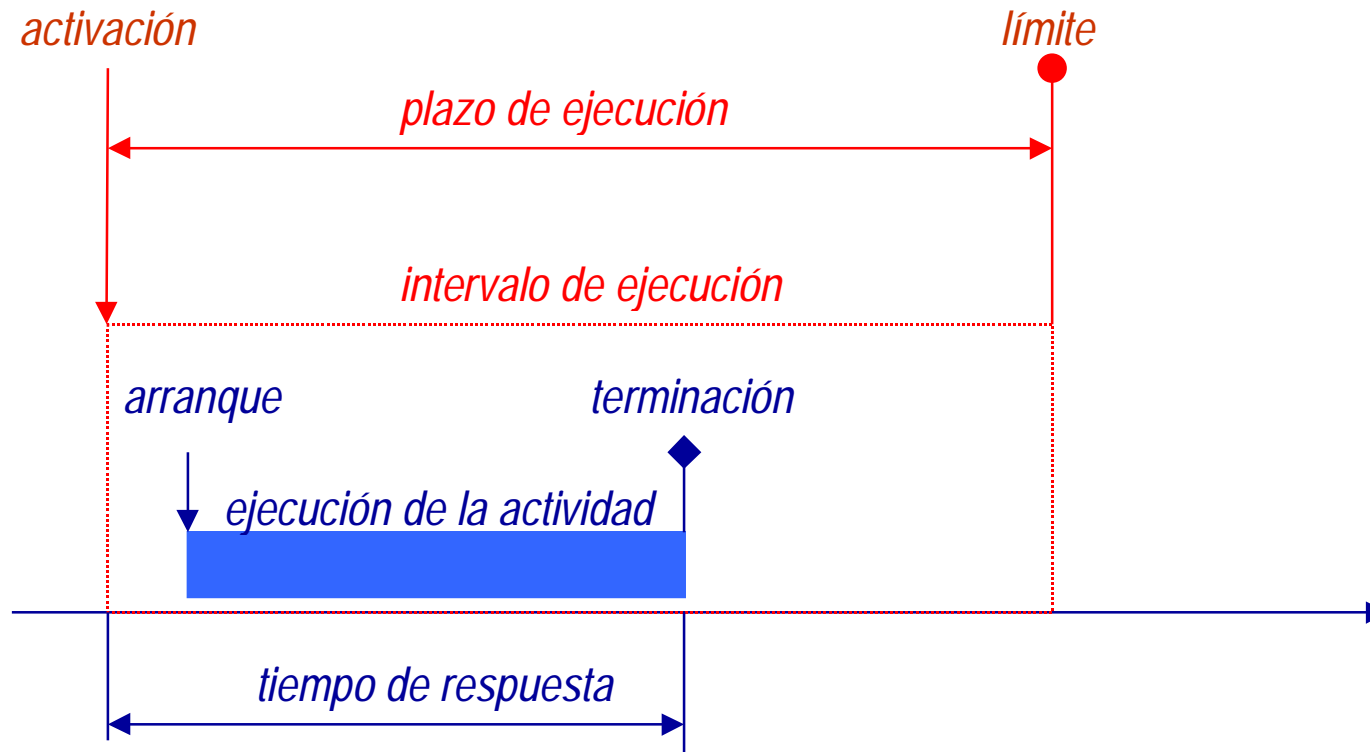 activación
límite
plazo de ejecución
intervalo de ejecución
arranque
terminación
ejecución de la actividad
tiempo de respuesta